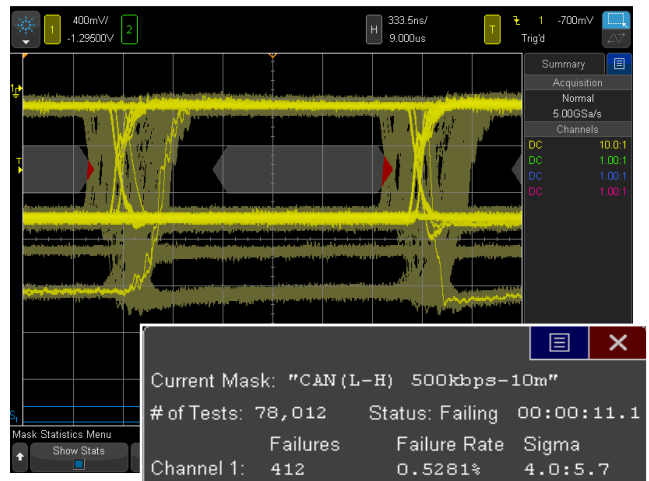 1 400mV/ -1.29500V 2 H 333.5ns/ 9.000us T 1 -700mV Trig'd
Summary
Acquisition
Normal
5.00GSa/s
Channels
DC 10.0:1
DC 1.00:1
DC 1.00:1
DC 1.00:1
T
Current Mask: "CAN(L-H) 500kbps-10m"
# of Tests: 78,012 Status: Failing 00:00:11.1
Failures Failure Rate Sigma
Channel 1: 412 0.5281% 4.0:5.7
S1
Mask Statistics Menu
Show Stats